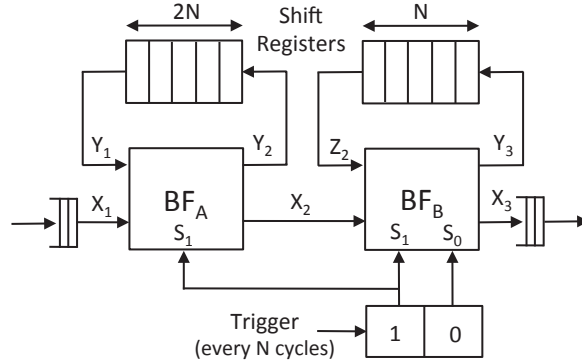 2N
Shift
Registers
N
Y1
Y2
Z2
Y3
X1
BFA
S1
X2
BFB
S1 S0
X3
Trigger
(every N cycles)
1 0